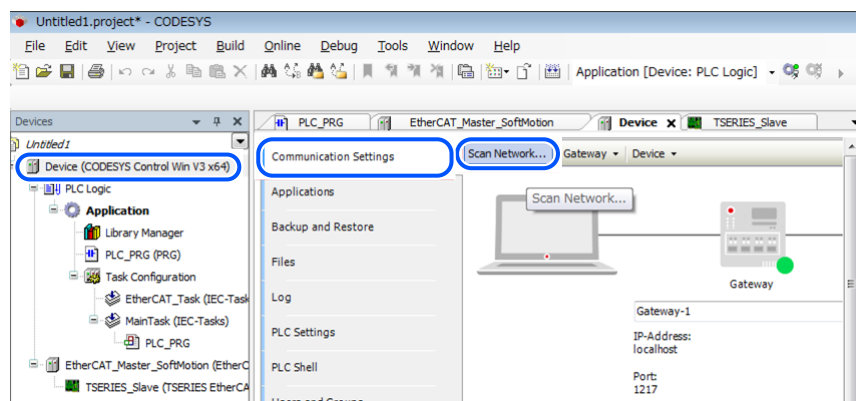 Untitled1.project* - CODESYS
File Edit View Project Build Online Debug Tools Window Help
Application [Device: PLC Logic]
Devices
PLC_PRG EtherCAT_Master_SoftMotion Device TSERIES_Slave
Untitled1
Device (CODESYS Control Win V3 x64)
PLC Logic
Application
Library Manager
PLC_PRG (PRG)
Task Configuration
EtherCAT_Task (IEC-Task
MainTask (IEC-Tasks)
PLC_PRG
EtherCAT_Master_SoftMotion (EtherC
TSERIES_Slave (TSERIES EtherCA
Communication Settings
Applications
Backup and Restore
Files
Log
PLC Settings
PLC Shell
Users and Groups
Scan Network... Gateway Device
Scan Network...
Gateway
Gateway-1
IP-Address:
localhost
Port:
1217